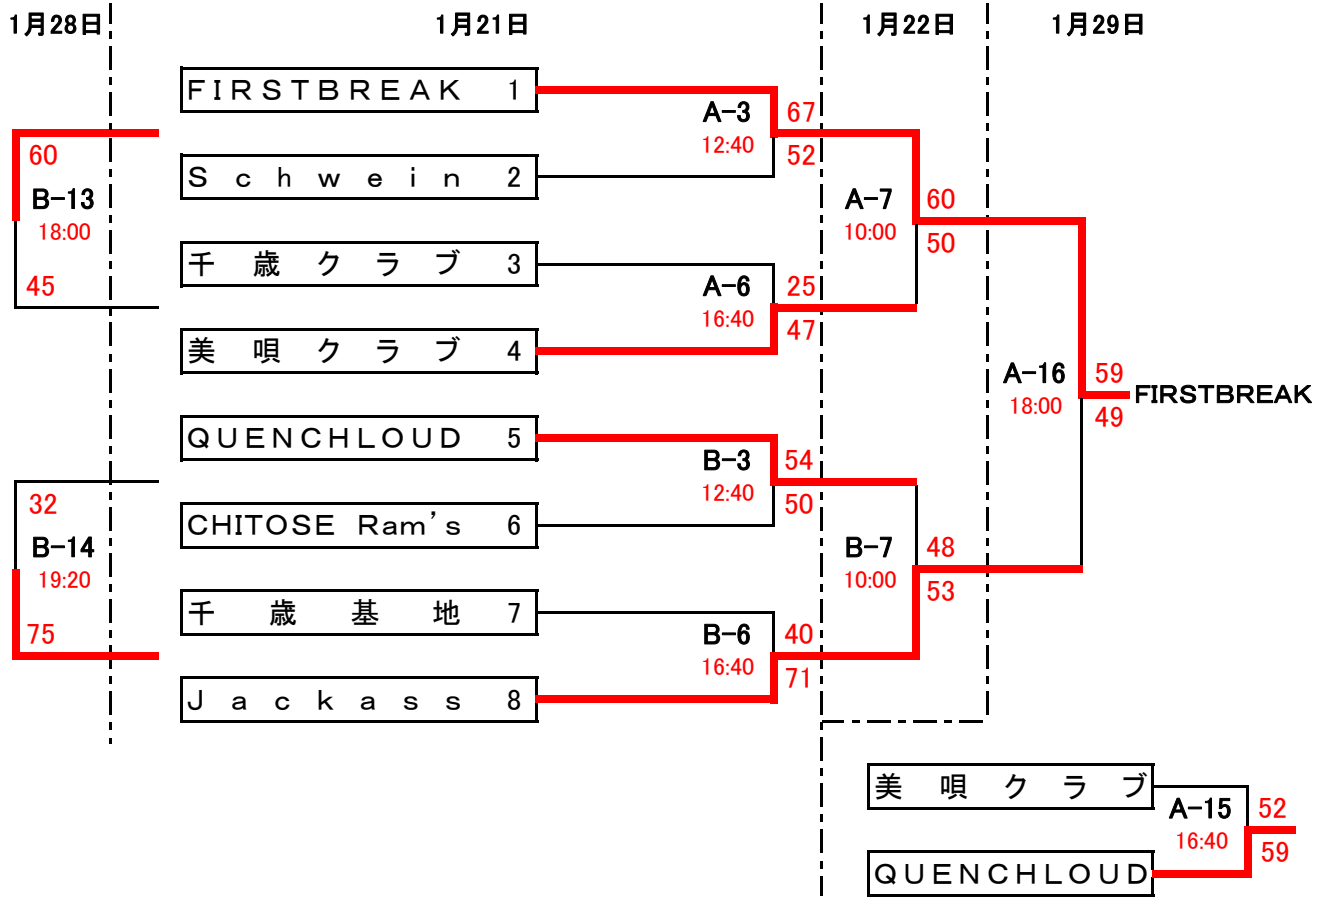 1月28日 1月21日 1月22日 1月29日
FIRSTBREAK 1
A-3 67
12:40 52
60
Schwein 2
B-13
18:00
A-7 60
10:00 50
千歳クラブ 3
45
A-6 25
16:40 47
美唄クラブ 4
A-16 59
18:00 49
FIRSTBREAK
QUENCHLOUD 5
B-3 54
12:40 50
32
CHITOSE Ram's 6
B-14
19:20
B-7 48
10:00 53
千歳基地 7
75
B-6 40
16:40 71
Jackass 8
美唄クラブ
A-15 52
16:40 59
QUENCHLOUD